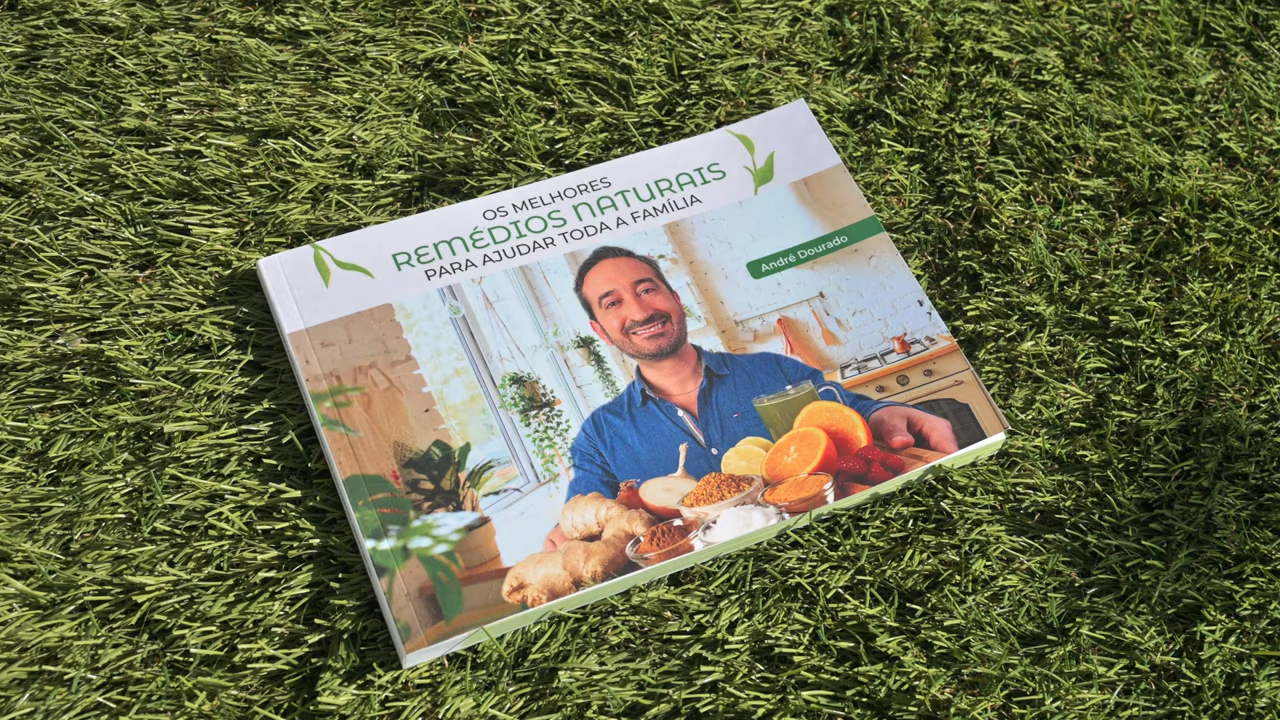 OS MELHORES
REMÉDIOS NATURAIS
PARA AJUDAR TODA A FAMÍLIA
André Dourado